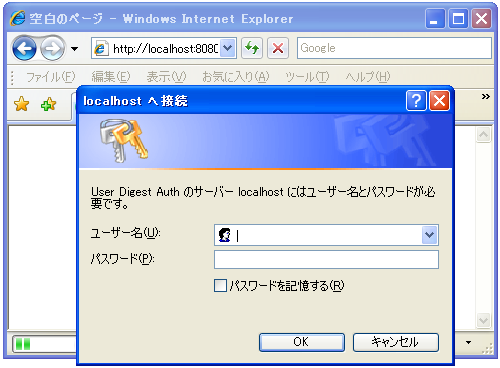 空白のページ - Windows Internet Explorer
http://localhost:8080
Google
ファイル(F) 編集(E) 表示(V) お気に入り(A) ツール(T) ヘルプ(H)
»
localhost へ接続
User Digest Auth のサーバー localhost にはユーザー名とパスワードが必
要です。
ユーザー名(U):
パスワード(P):
パスワードを記憶する(R)
OK キャンセル